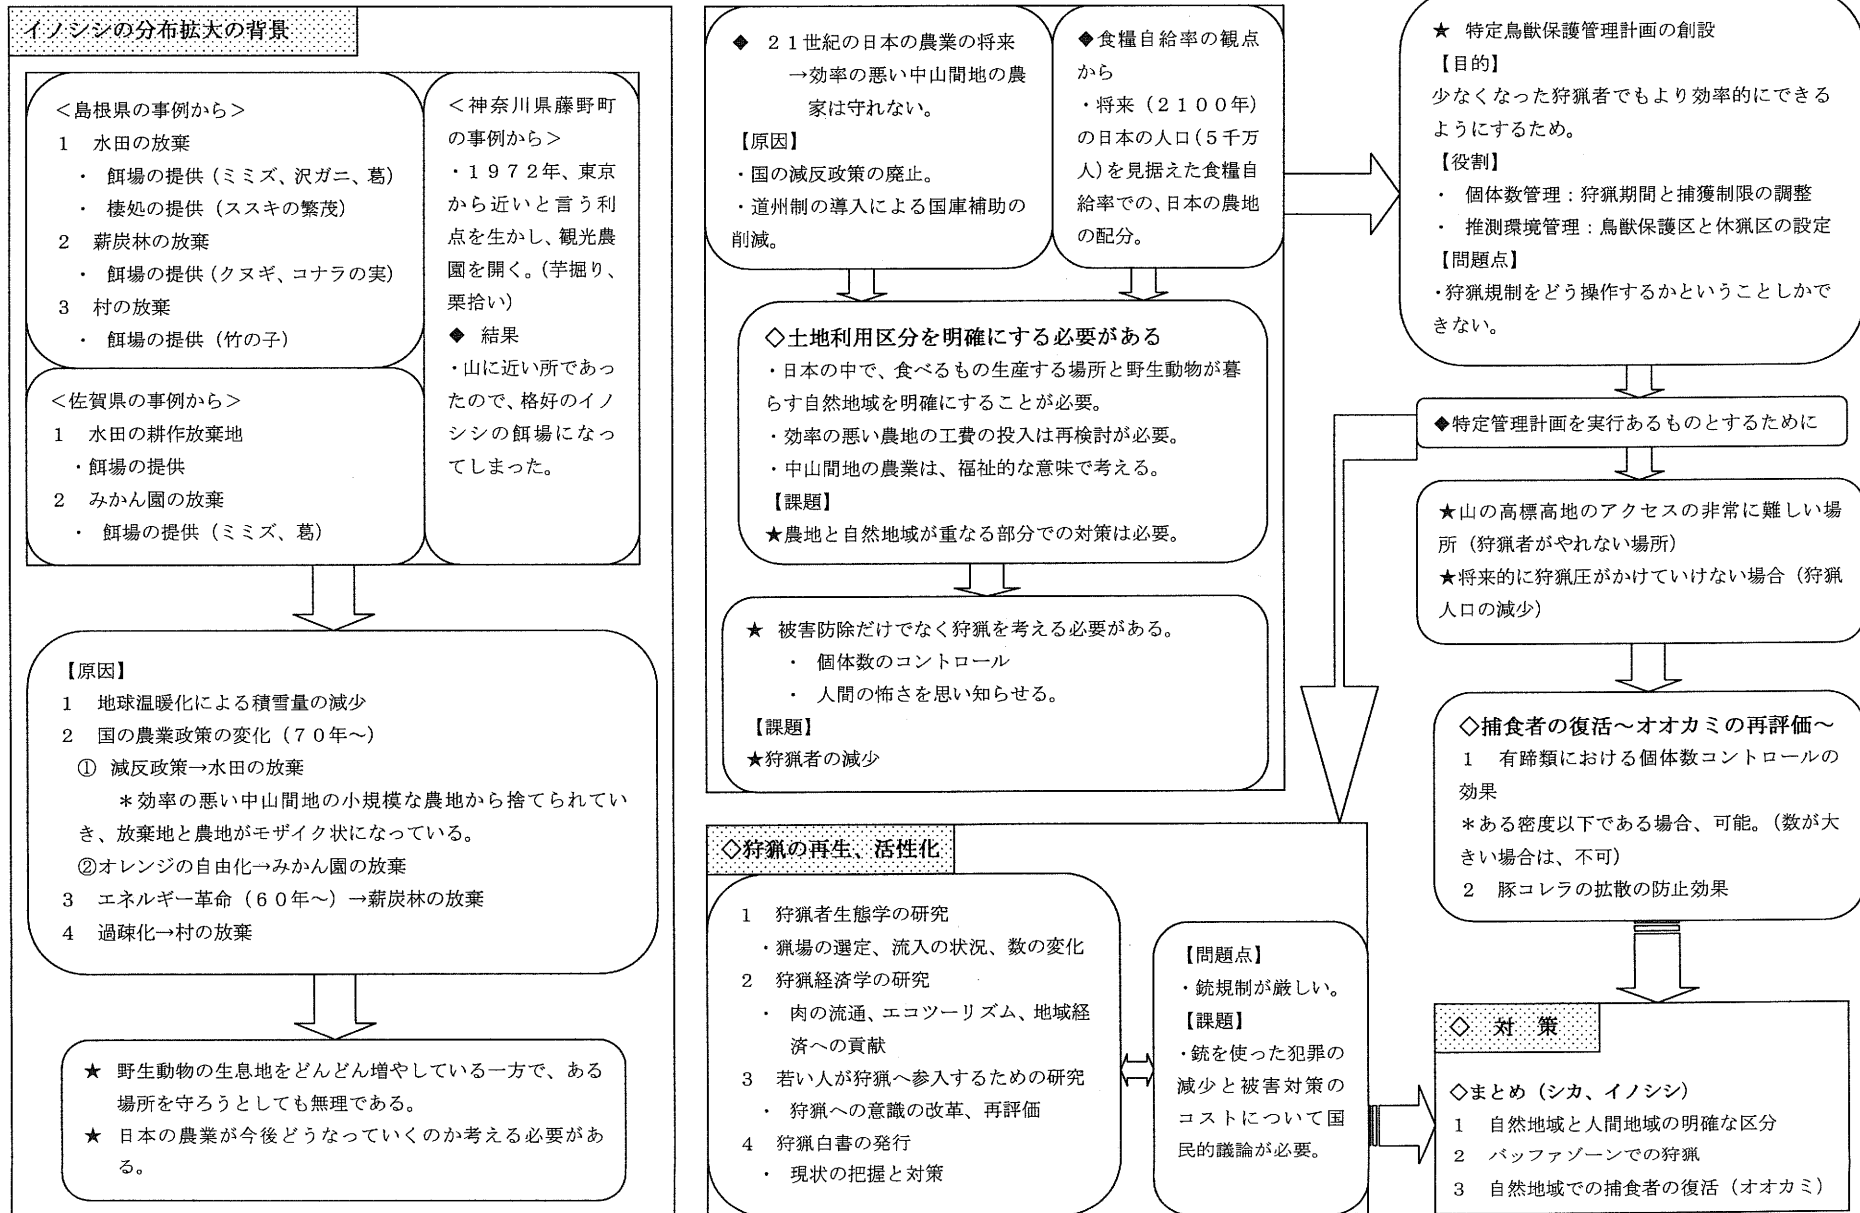 イノシシの分布拡大の背景
＜島根県の事例から＞
1　水田の放棄
・　餌場の提供（ミミズ、沢ガニ、葛）
・　棲処の提供（ススキの繁茂）
2　薪炭林の放棄
・　餌場の提供（クヌギ、コナラの実）
3　村の放棄
・　餌場の提供（竹の子）
＜佐賀県の事例から＞
1　水田の耕作放棄地
・餌場の提供
2　みかん園の放棄
・　餌場の提供（ミミズ、葛）
＜神奈川県藤野町
の事例から＞
・１９７２年、東京
から近いと言う利
点を生かし、観光農
園を開く。（芋掘り、
栗拾い）
◆　結果
・山に近い所であっ
たので、格好のイノ
シシの餌場になっ
てしまった。
【原因】
1　地球温暖化による積雪量の減少
2　国の農業政策の変化（７０年～）
①　減反政策→水田の放棄
＊効率の悪い中山間地の小規模な農地から捨てられてい
き、放棄地と農地がモザイク状になっている。
②オレンジの自由化→みかん園の放棄
3　エネルギー革命（６０年～）→薪炭林の放棄
4　過疎化→村の放棄
★　野生動物の生息地をどんどん増やしている一方で、ある
場所を守ろうとしても無理である。
★　日本の農業が今後どうなっていくのか考える必要があ
る。
◆　２１世紀の日本の農業の将来
→効率の悪い中山間地の農
家は守れない。
【原因】
・国の減反政策の廃止。
・道州制の導入による国庫補助の
削減。
◆食糧自給率の観点
から
・将来（２１００年）
の日本の人口（５千万
人）を見据えた食糧自
給率での、日本の農地
の配分。
◇土地利用区分を明確にする必要がある
・日本の中で、食べるもの生産する場所と野生動物が暮
らす自然地域を明確にすることが必要。
・効率の悪い農地の工費の投入は再検討が必要。
・中山間地の農業は、福祉的な意味で考える。
【課題】
★農地と自然地域が重なる部分での対策は必要。
★　被害防除だけでなく狩猟を考える必要がある。
・　個体数のコントロール
・　人間の怖さを思い知らせる。
【課題】
★狩猟者の減少
◇狩猟の再生、活性化
1　狩猟者生態学の研究
・猟場の選定、流入の状況、数の変化
2　狩猟経済学の研究
・　肉の流通、エコツーリズム、地域経
済への貢献
3　若い人が狩猟へ参入するための研究
・　狩猟への意識の改革、再評価
4　狩猟白書の発行
・　現状の把握と対策
【問題点】
・銃規制が厳しい。
【課題】
・銃を使った犯罪の
減少と被害対策の
コストについて国
民的議論が必要。
★　特定鳥獣保護管理計画の創設
【目的】
少なくなった狩猟者でもより効率的にできる
ようにするため。
【役割】
・　個体数管理：狩猟期間と捕獲制限の調整
・　推測環境管理：鳥獣保護区と休猟区の設定
【問題点】
・狩猟規制をどう操作するかということしかで
きない。
◆特定管理計画を実行あるものとするために
★山の高標高地のアクセスの非常に難しい場
所（狩猟者がやれない場所）
★将来的に狩猟圧がかけていけない場合（狩猟
人口の減少）
◇捕食者の復活～オオカミの再評価～
1　有蹄類における個体数コントロールの
効果
＊ある密度以下である場合、可能。（数が大
きい場合は、不可）
2　豚コレラの拡散の防止効果
◇　対　策
◇まとめ（シカ、イノシシ）
1　自然地域と人間地域の明確な区分
2　バッファゾーンでの狩猟
3　自然地域での捕食者の復活（オオカミ）